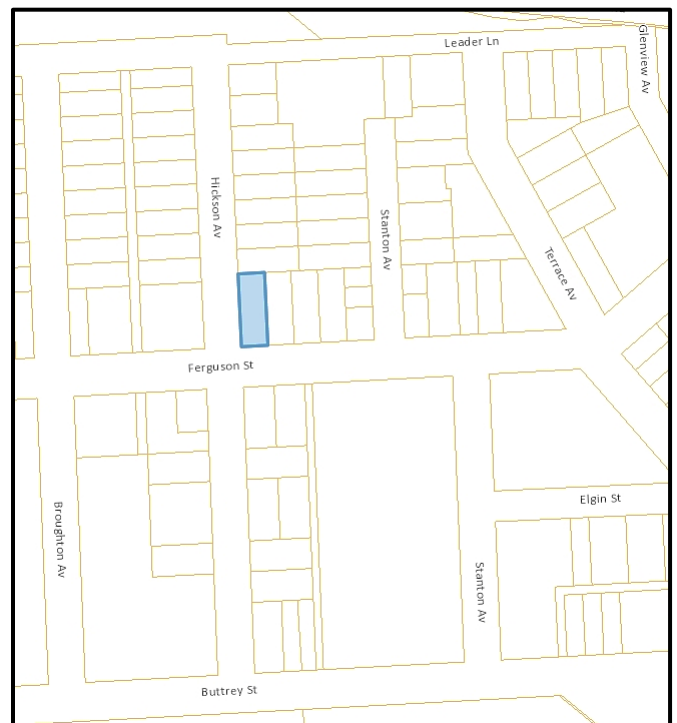 Leader Ln
Glenview Av
Hickson Av
Stanton Av
Terrace Av
Ferguson St
Elgin St
Broughton Av
Stanton Av
Buttrey St